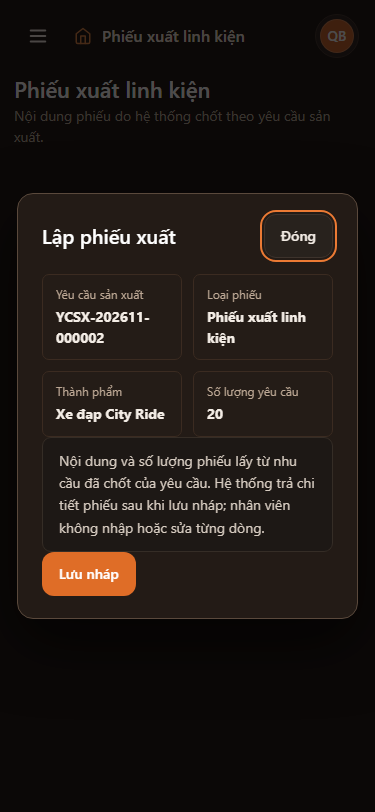 Phiếu xuất linh kiện
QB
Phiếu xuất linh kiện
Nội dung phiếu do hệ thống chốt theo yêu cầu sản
xuất.
Lập phiếu xuất
Đóng
Yêu cầu sản xuất
YCSX-202611-
000002
Loại phiếu
Phiếu xuất linh
kiện
Thành phẩm
Xe đạp City Ride
Số lượng yêu cầu
20
Nội dung và số lượng phiếu lấy từ nhu
cầu đã chốt của yêu cầu. Hệ thống trả chi
tiết phiếu sau khi lưu nháp; nhân viên
không nhập hoặc sửa từng dòng.
Lưu nháp